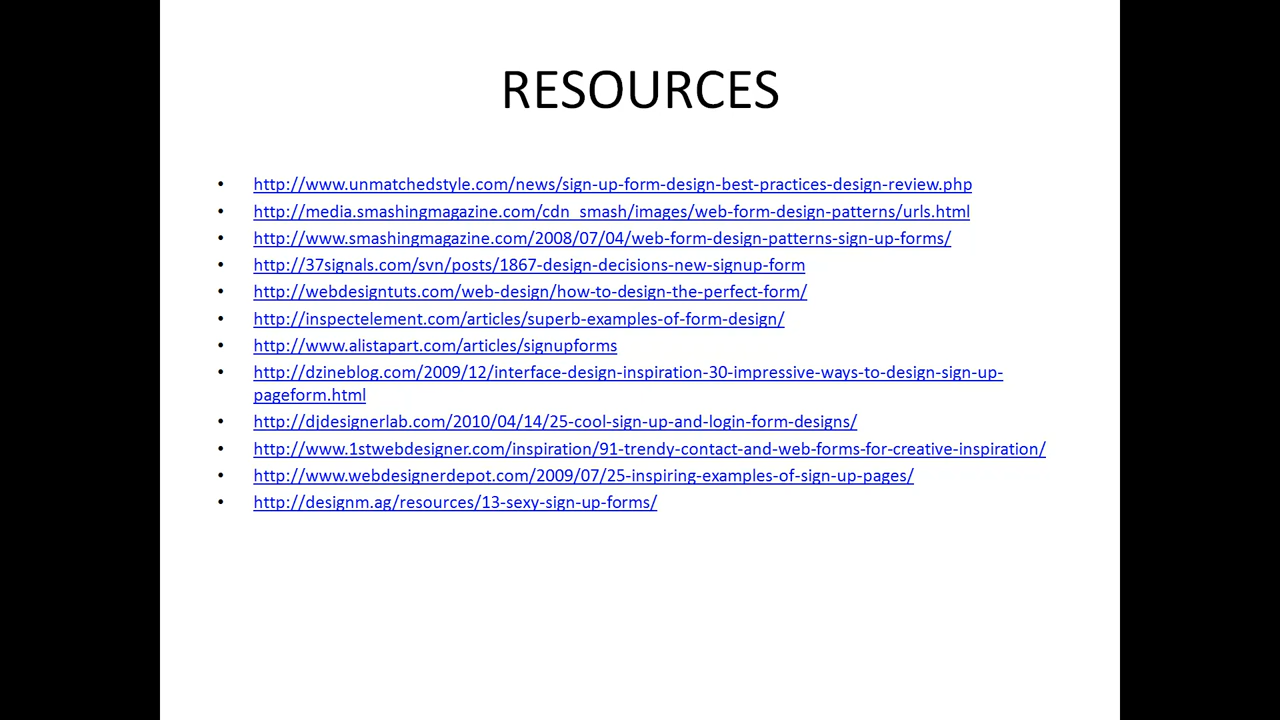 RESOURCES
• http://www.unmatchedstyle.com/news/sign-up-form-design-best-practices-design-review.php
• http://media.smashingmagazine.com/cdn_smash/images/web-form-design-patterns/urls.html
• http://www.smashingmagazine.com/2008/07/04/web-form-design-patterns-sign-up-forms/
• http://37signals.com/svn/posts/1867-design-decisions-new-signup-form
• http://webdesigntuts.com/web-design/how-to-design-the-perfect-form/
• http://inspectelement.com/articles/superb-examples-of-form-design/
• http://www.alistapart.com/articles/signupforms
• http://dzineblog.com/2009/12/interface-design-inspiration-30-impressive-ways-to-design-sign-up-
pageform.html
• http://djdesignerlab.com/2010/04/14/25-cool-sign-up-and-login-form-designs/
• http://www.1stwebdesigner.com/inspiration/91-trendy-contact-and-web-forms-for-creative-inspiration/
• http://www.webdesignerdepot.com/2009/07/25-inspiring-examples-of-sign-up-pages/
• http://designm.ag/resources/13-sexy-sign-up-forms/